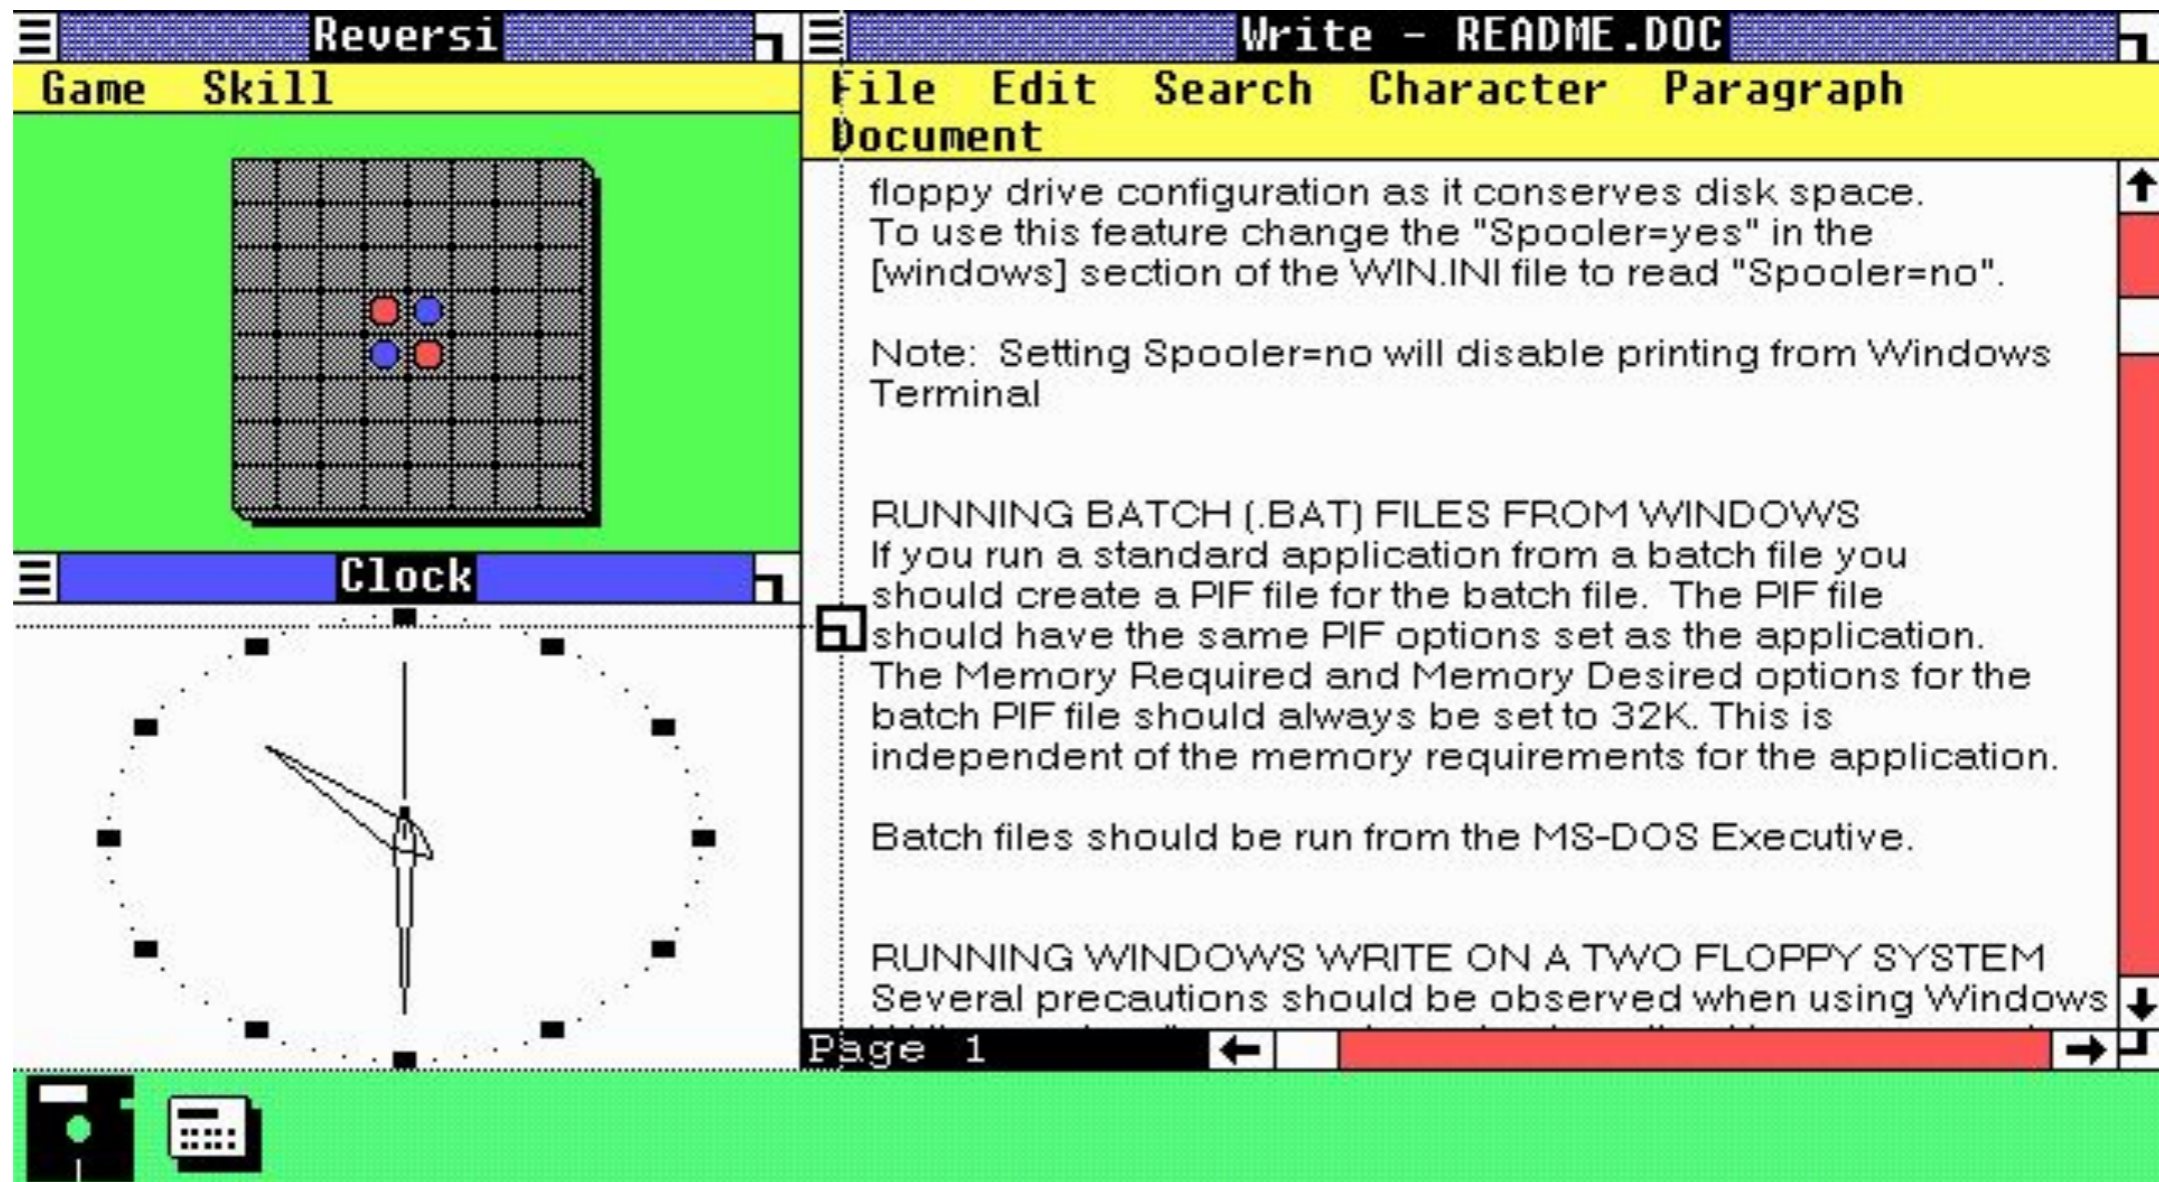 Reversi
Game Skill
Clock
Write - README.DOC
File Edit Search Character Paragraph
Document
floppy drive configuration as it conserves disk space.
To use this feature change the "Spooler=yes" in the
[windows] section of the WIN.INI file to read "Spooler=no".
Note: Setting Spooler=no will disable printing from Windows
Terminal
RUNNING BATCH (.BAT) FILES FROM WINDOWS
If you run a standard application from a batch file you
should create a PIF file for the batch file. The PIF file
should have the same PIF options set as the application.
The Memory Required and Memory Desired options for the
batch PIF file should always be set to 32K. This is
independent of the memory requirements for the application.
Batch files should be run from the MS-DOS Executive.
RUNNING WINDOWS WRITE ON A TWO FLOPPY SYSTEM
Several precautions should be observed when using Windows
Page 1